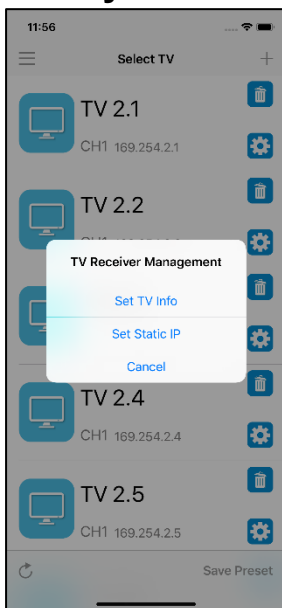 11:56
Select TV
TV 2.1
CH1 169.254.2.1
TV 2.2
TV Receiver Management
Set TV Info
Set Static IP
Cancel
TV 2.4
CH1 169.254.2.4
TV 2.5
CH1 169.254.2.5
Save Preset